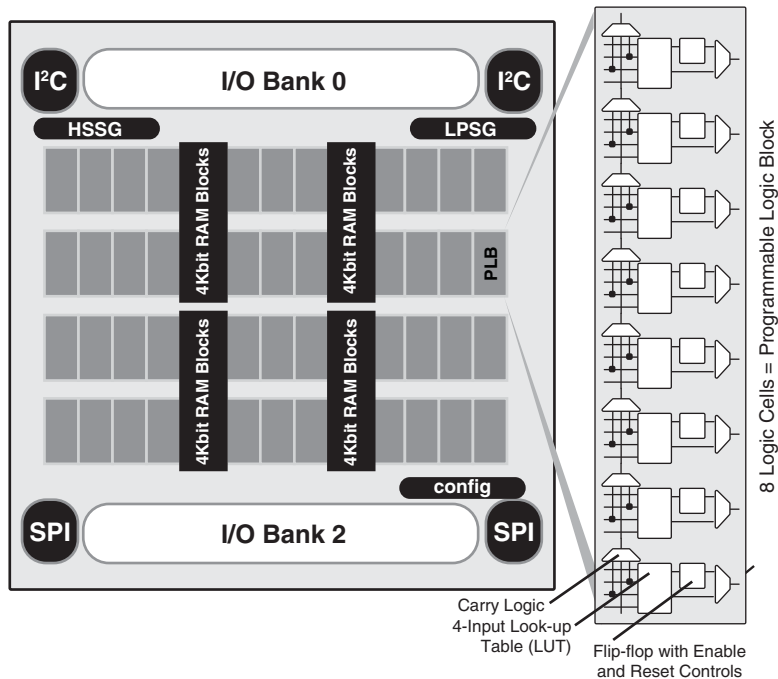 I²C
I/O Bank 0
I²C
HSSG
LPSG
4Kbit RAM Blocks
4Kbit RAM Blocks
PLB
4Kbit RAM Blocks
4Kbit RAM Blocks
config
SPI
I/O Bank 2
SPI
8 Logic Cells = Programmable Logic Block
Carry Logic
4-Input Look-up
Table (LUT)
Flip-flop with Enable
and Reset Controls